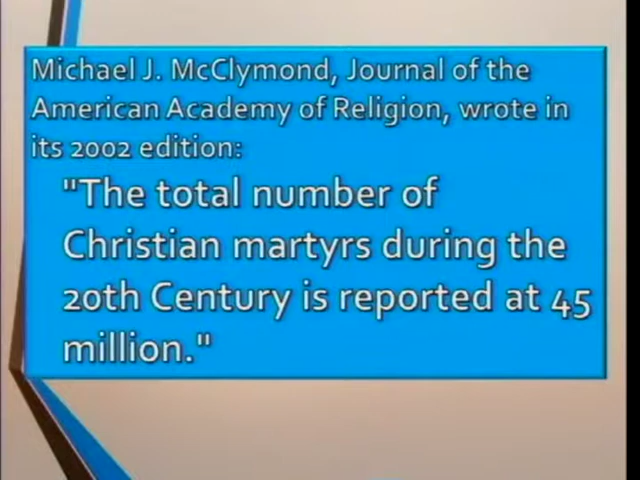 Michael J. McClymond, Journal of the
American Academy of Religion, wrote in
its 2002 edition:
"The total number of
Christian martyrs during the
20th Century is reported at 45
million."